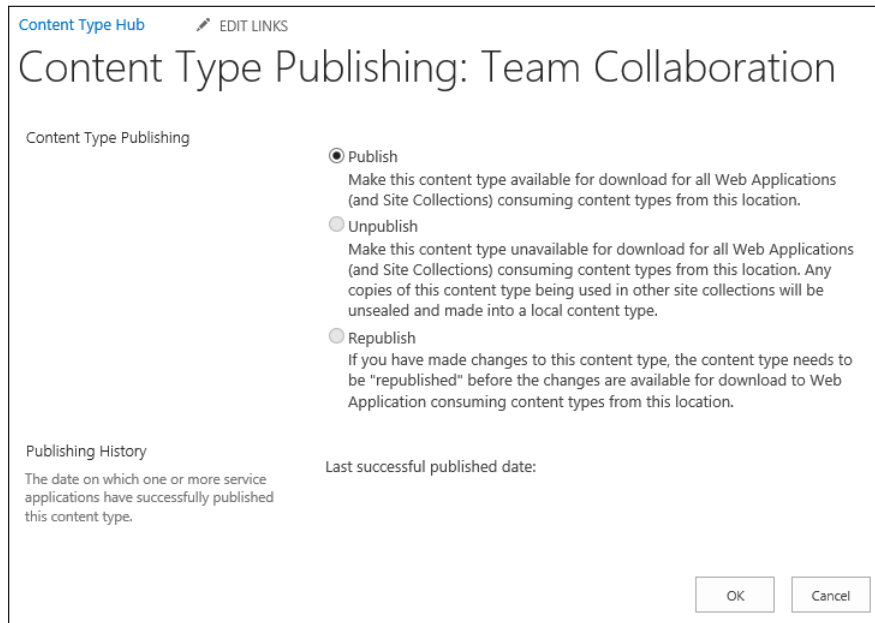 Content Type Hub EDIT LINKS
Content Type Publishing: Team Collaboration
Content Type Publishing
Publish
Make this content type available for download for all Web Applications
(and Site Collections) consuming content types from this location.
Unpublish
Make this content type unavailable for download for all Web Applications
(and Site Collections) consuming content types from this location. Any
copies of this content type being used in other site collections will be
unsealed and made into a local content type.
Republish
If you have made changes to this content type, the content type needs to
be "republished" before the changes are available for download to Web
Application consuming content types from this location.
Publishing History
The date on which one or more service
applications have successfully published
this content type.
Last successful published date:
OK Cancel